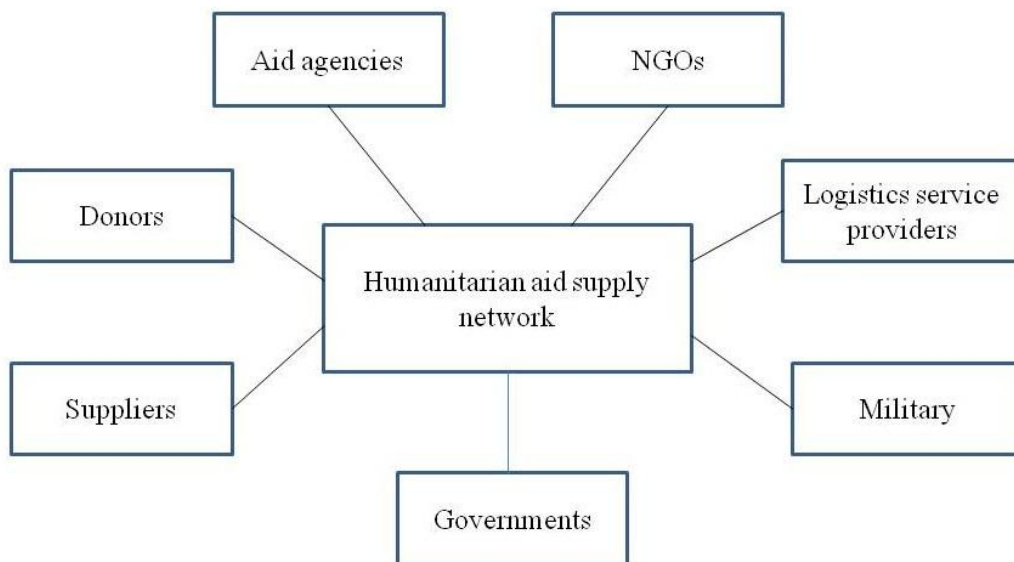 Aid agencies
NGOs
Donors
Logistics service
providers
Humanitarian aid supply
network
Suppliers
Military
Governments